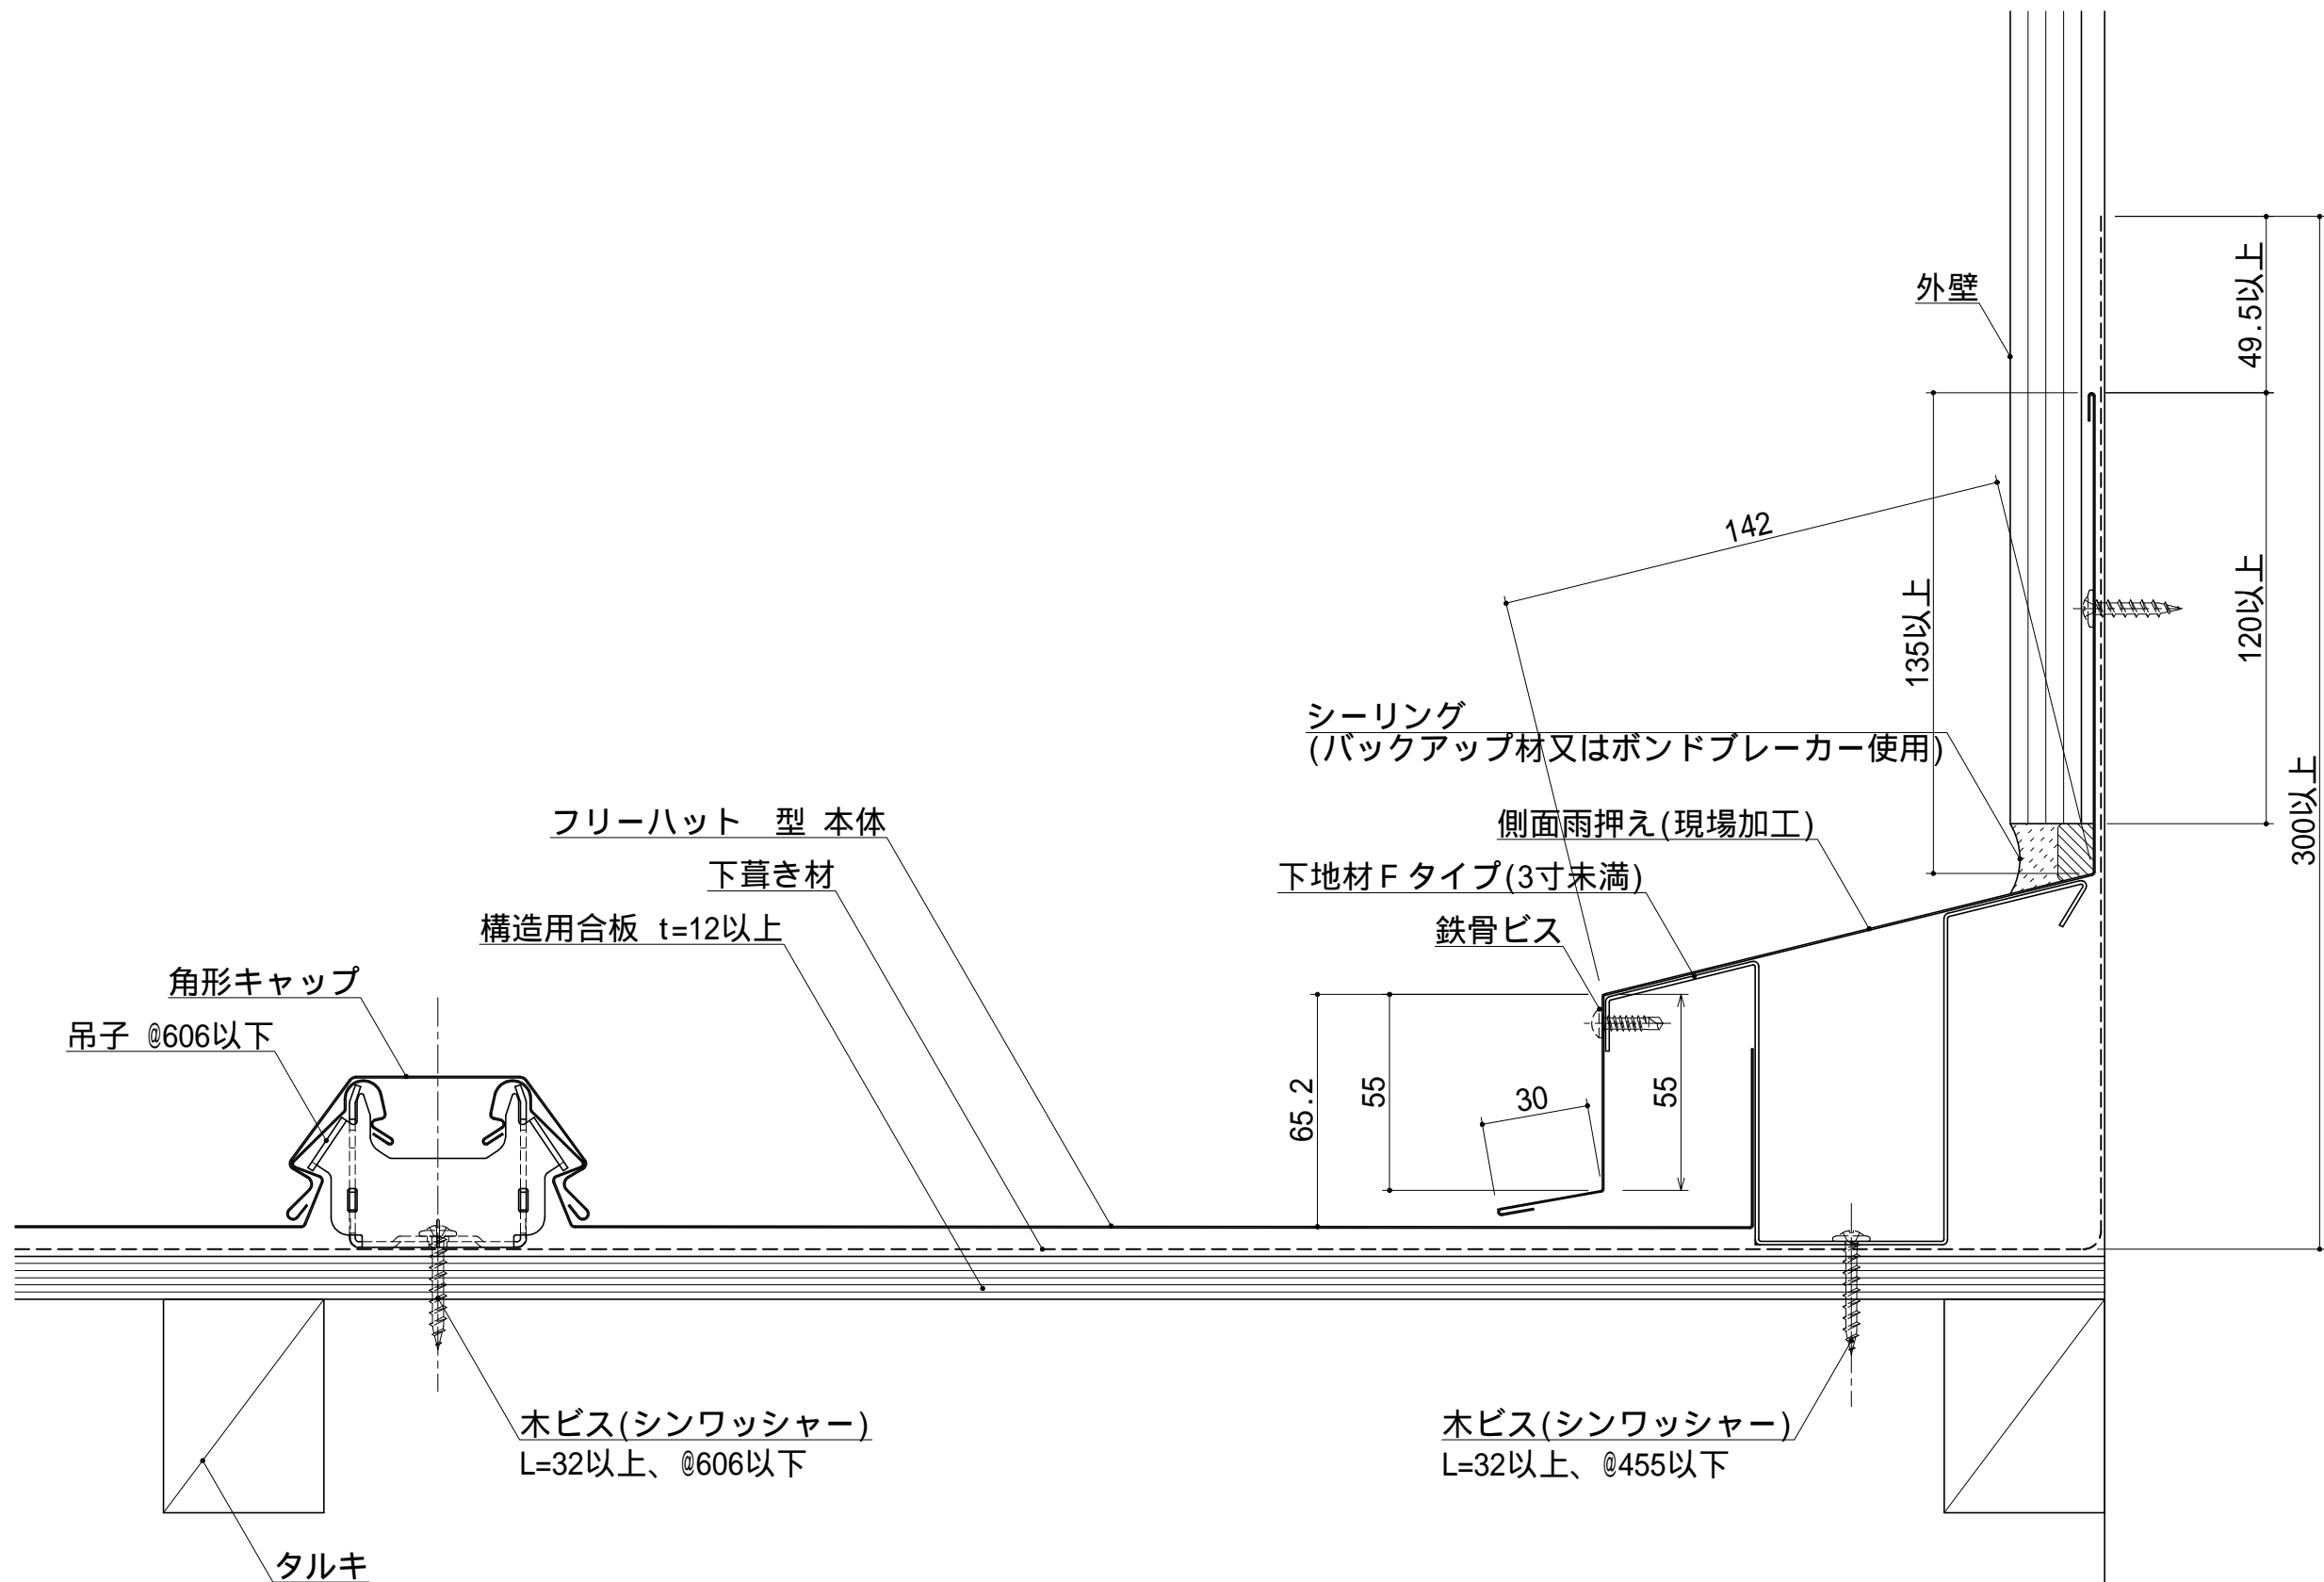 49.5以上
外壁
142
135以上
120以上
300以上
シーリング
(バックアップ材又はボンドブレーカー使用)
フリーハット　型 本体
側面雨押え(現場加工)
下葺き材
下地材F タイプ(3寸未満)
構造用合板 t=12以上
鉄骨ビス
角形キャップ
吊子 @606以下
65.2
55
30
55
木ビス(シンワッシャー)
L=32以上、@606以下
木ビス(シンワッシャー)
L=32以上、@455以下
タルキ